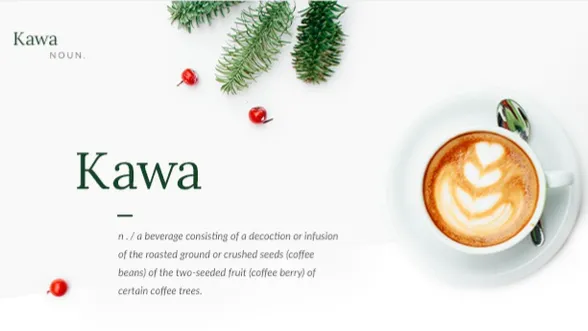 Kawa
NOUN.
Kawa
n . / a beverage consisting of a decoction or infusion
of the roasted ground or crushed seeds (coffee
beans) of the two-seeded fruit (coffee berry) of
certain coffee trees.